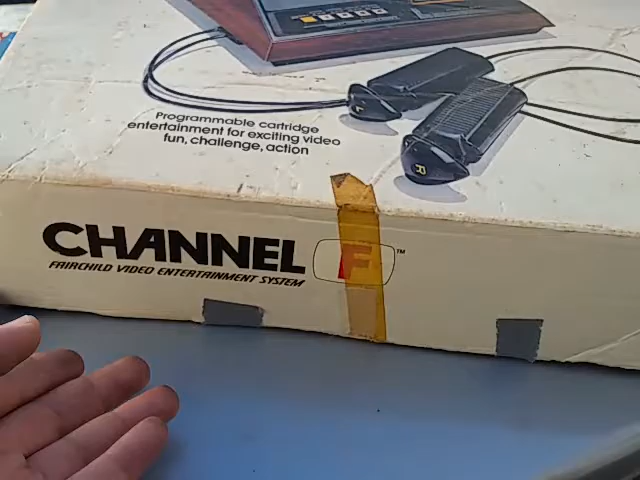 Programmable cartridge
entertainment for exciting video
fun, challenge, action
R
CHANNEL F™
FAIRCHILD VIDEO ENTERTAINMENT SYSTEM